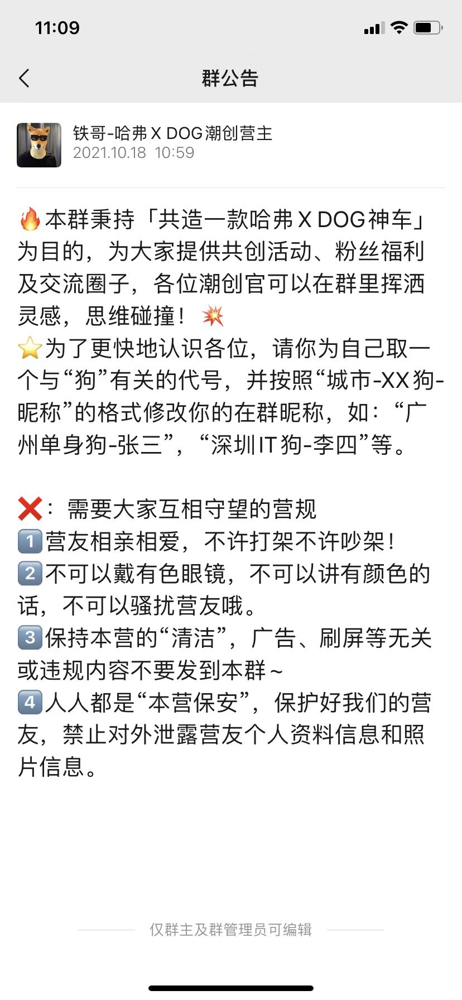 11:09
群公告
铁哥-哈弗X DOG潮创营主
2021.10.18 10:59
🔥本群秉持「共造一款哈弗X DOG神车」
为目的，为大家提供共创活动、粉丝福利
及交流圈子，各位潮创官可以在群里挥洒
灵感，思维碰撞！💥
⭐为了更快地认识各位，请你为自己取一
个与“狗”有关的代号，并按照“城市-XX狗-
昵称”的格式修改你的在群昵称，如：“广
州单身狗-张三”，“深圳IT狗-李四”等。
❌：需要大家互相守望的营规
1️⃣营友相亲相爱，不许打架不许吵架！
2️⃣不可以戴有色眼镜，不可以讲有颜色的
话，不可以骚扰营友哦。
3️⃣保持本营的“清洁”，广告、刷屏等无关
或违规内容不要发到本群~
4️⃣人人都是“本营保安”，保护好我们的营
友，禁止对外泄露营友个人资料信息和照
片信息。
仅群主及群管理员可编辑